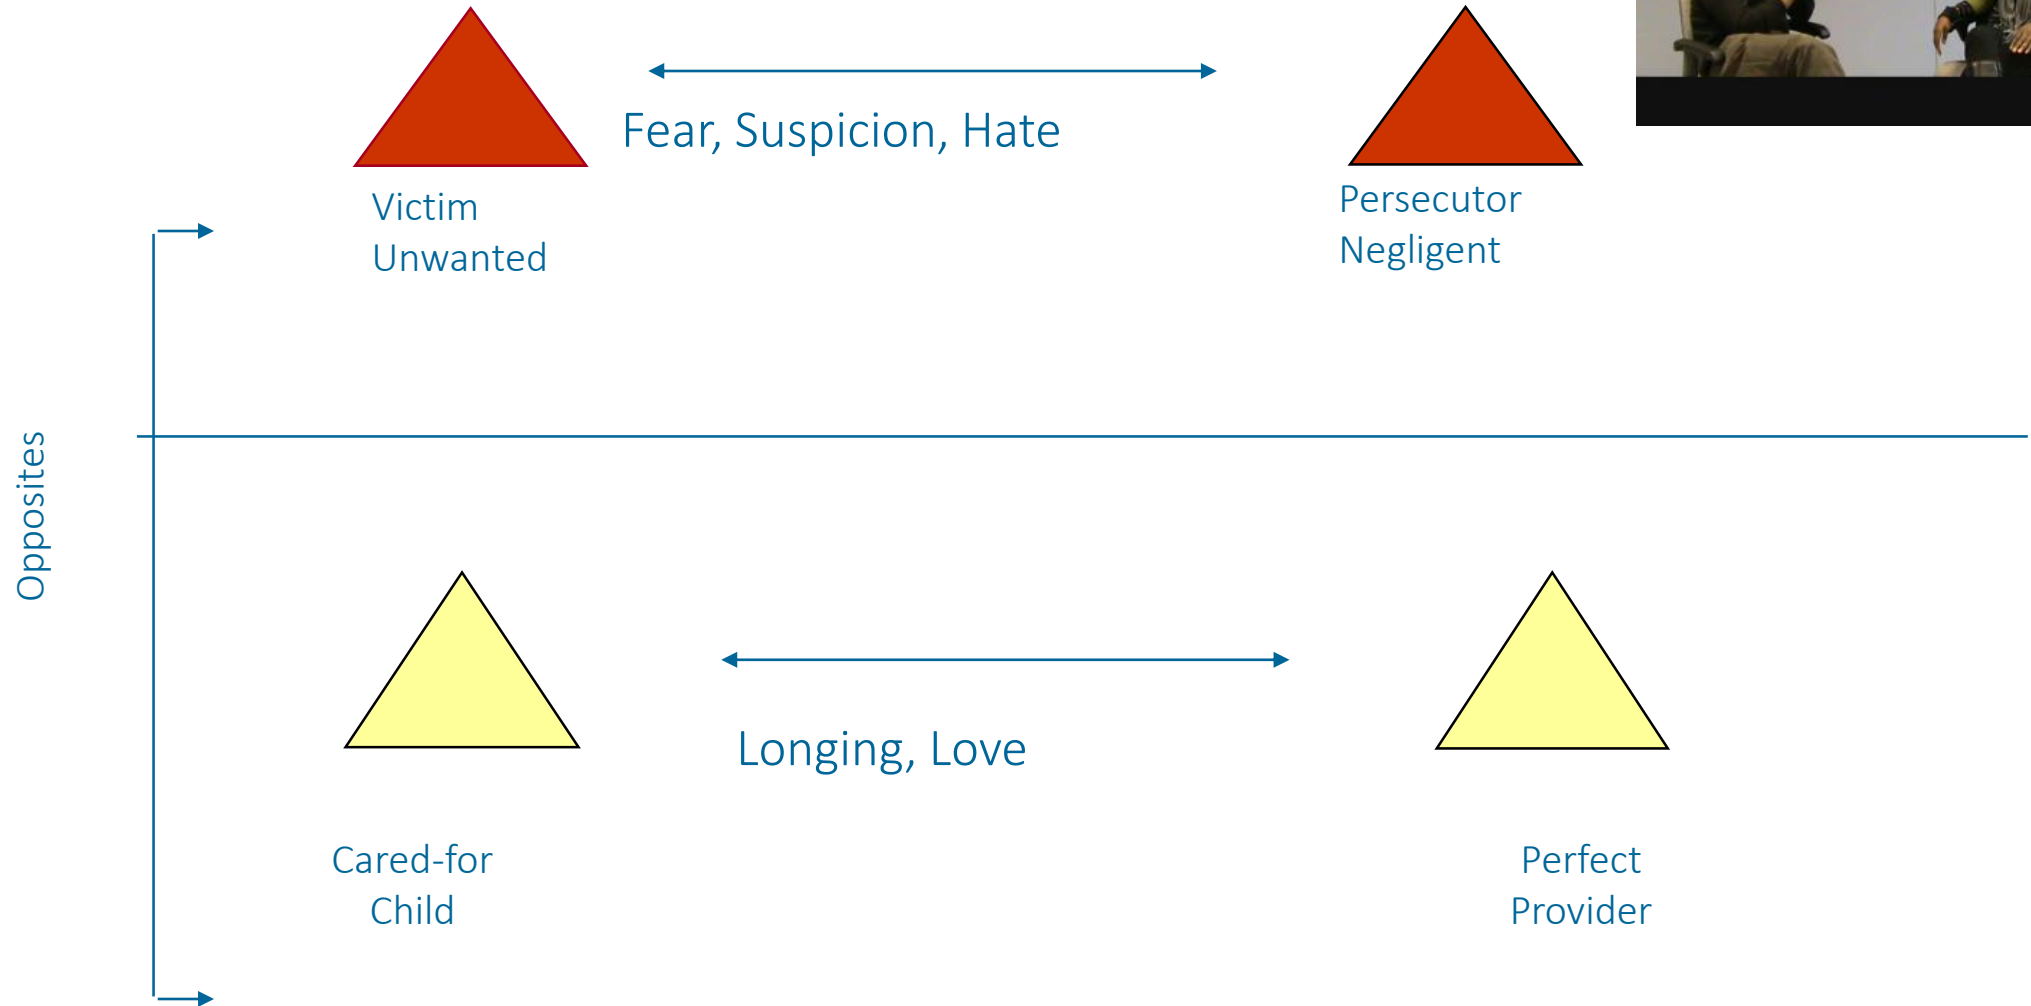 Fear, Suspicion, Hate
Victim
Unwanted
Persecutor
Negligent
Opposites
Longing, Love
Cared-for
Child
Perfect
Provider